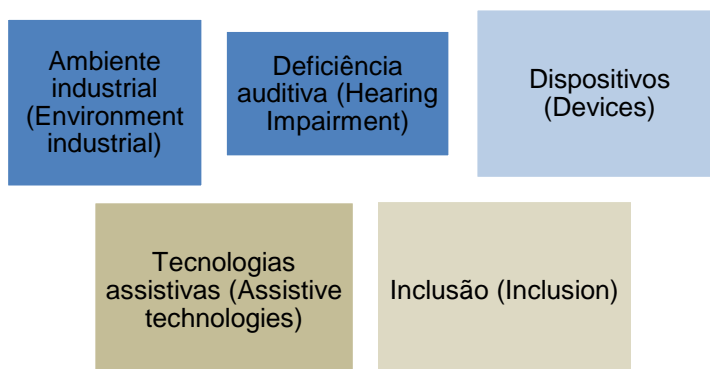 Ambiente
industrial
(Environment
industrial)
Deficiência
auditiva (Hearing
Impairment)
Dispositivos
(Devices)
Tecnologias
assistivas (Assistive
technologies)
Inclusão (Inclusion)